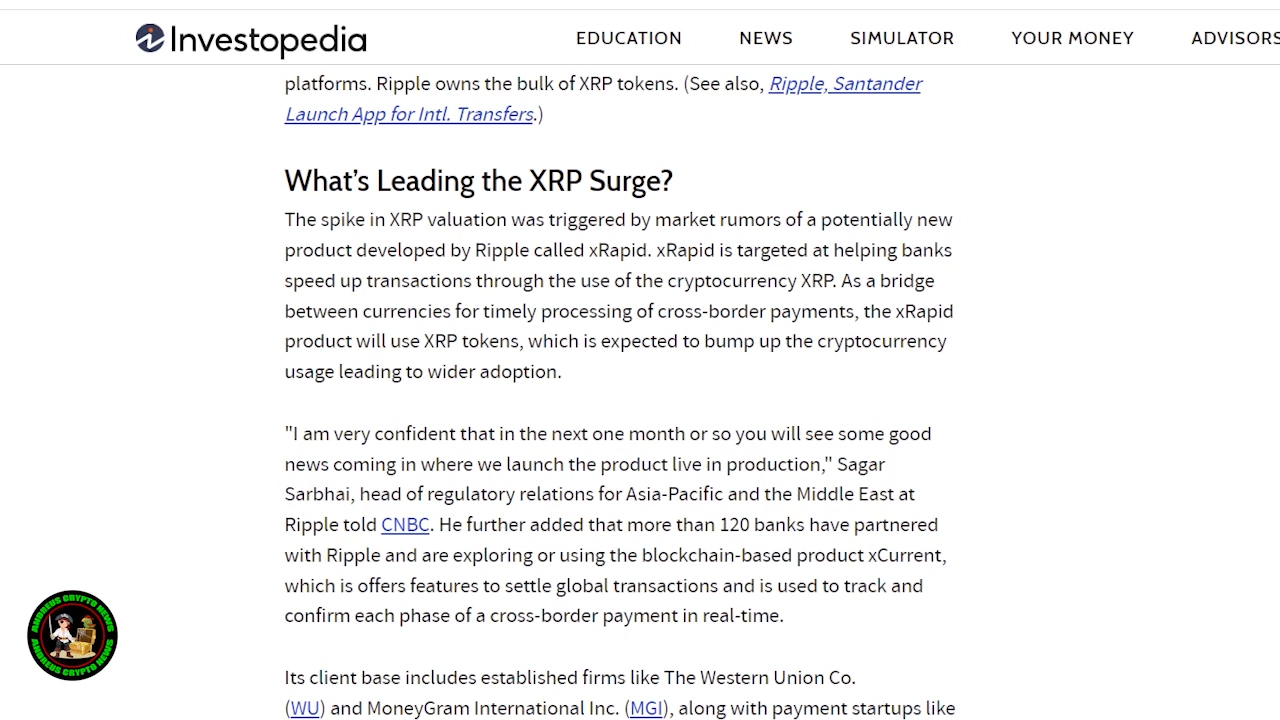 Investopedia
EDUCATION NEWS SIMULATOR YOUR MONEY ADVISORS
platforms. Ripple owns the bulk of XRP tokens. (See also, Ripple, Santander
Launch App for Intl. Transfers.)
What's Leading the XRP Surge?
The spike in XRP valuation was triggered by market rumors of a potentially new
product developed by Ripple called xRapid. xRapid is targeted at helping banks
speed up transactions through the use of the cryptocurrency XRP. As a bridge
between currencies for timely processing of cross-border payments, the xRapid
product will use XRP tokens, which is expected to bump up the cryptocurrency
usage leading to wider adoption.
"I am very confident that in the next one month or so you will see some good
news coming in where we launch the product live in production," Sagar
Sarbhai, head of regulatory relations for Asia-Pacific and the Middle East at
Ripple told CNBC. He further added that more than 120 banks have partnered
with Ripple and are exploring or using the blockchain-based product xCurrent,
which is offers features to settle global transactions and is used to track and
confirm each phase of a cross-border payment in real-time.
Its client base includes established firms like The Western Union Co.
(WU) and MoneyGram International Inc. (MGI), along with payment startups like
ANDREUS CRYPTO NEWS
ANDREUS CRYPTO NEWS